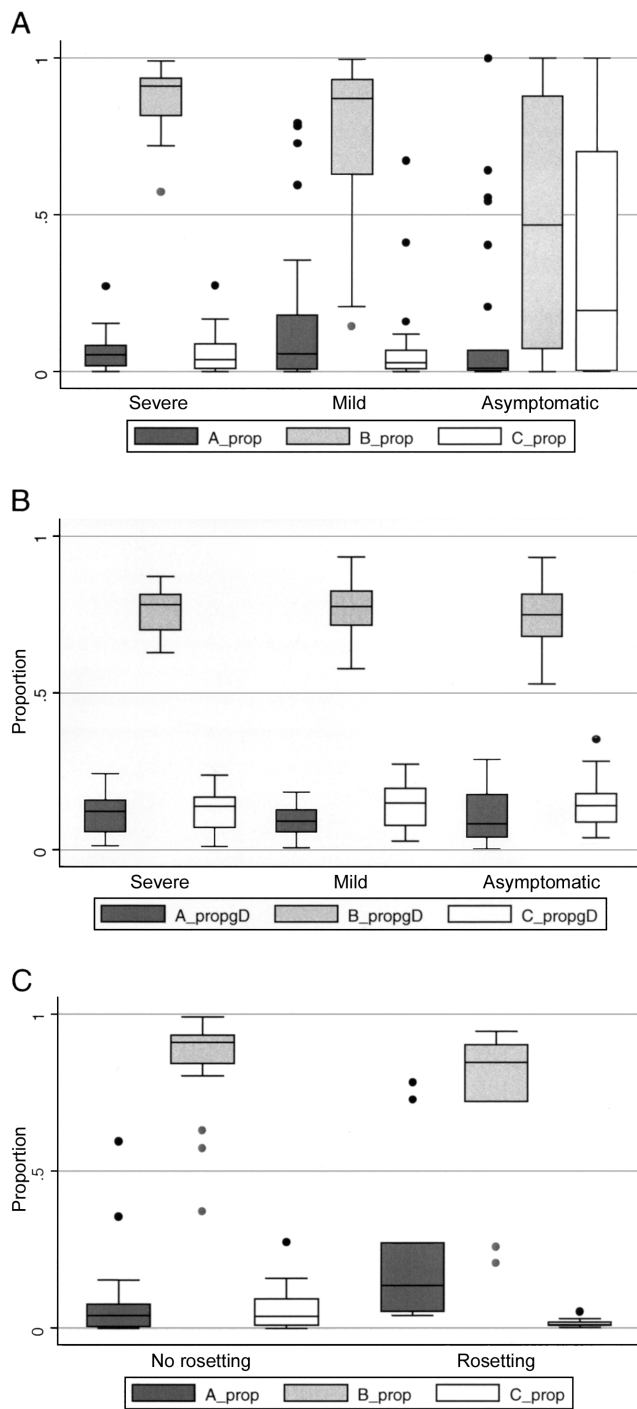 A
1
.5
0
Severe Mild Asymptomatic
A_prop B_prop C_prop
B
1
.5
0
Proportion
Severe Mild Asymptomatic
A_propgD B_propgD C_propgD
C
1
.5
0
Proportion
No rosetting Rosetting
A_prop B_prop C_prop